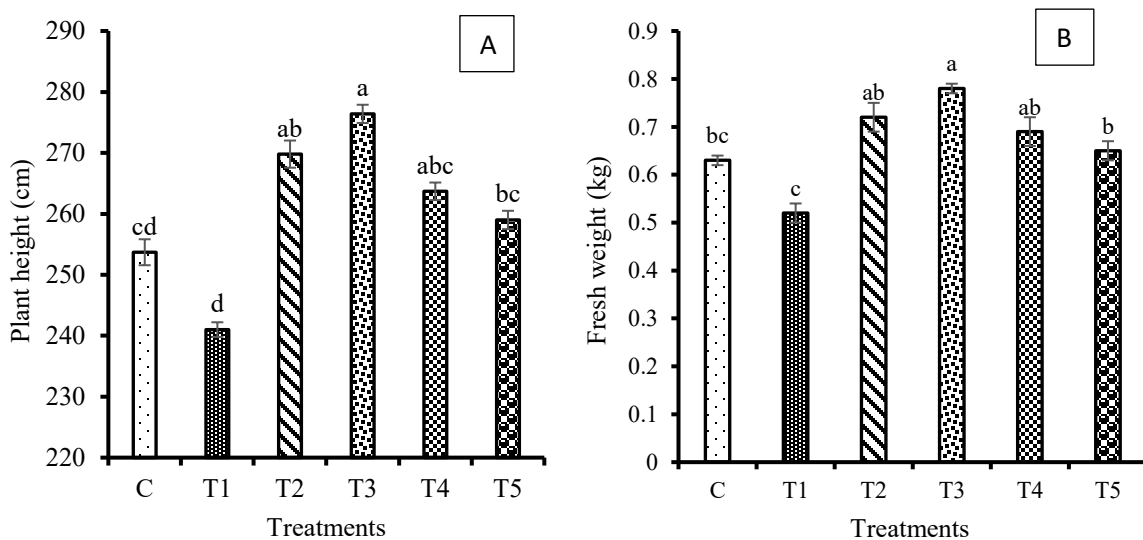 A
Plant height (cm)
290
280
270
260
250
240
230
220
cd
d
ab
a
abc
bc
C T1 T2 T3 T4 T5
Treatments
B
Fresh weight (kg)
0.9
0.8
0.7
0.6
0.5
0.4
0.3
0.2
0.1
0
bc
c
ab
a
ab
b
C T1 T2 T3 T4 T5
Treatments